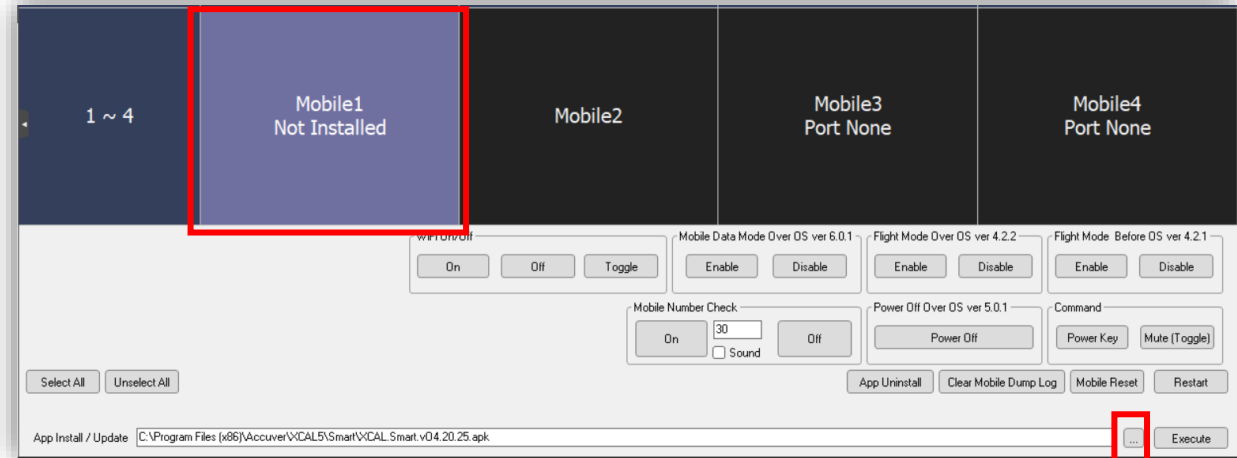 1 ~ 4
Mobile1
Not Installed
Mobile2
Mobile3
Port None
Mobile4
Port None
WiFi On/Off
On
Off
Toggle
Mobile Data Mode Over OS ver 6.0.1
Enable
Disable
Flight Mode Over OS ver 4.2.2
Enable
Disable
Flight Mode Before OS ver 4.2.1
Enable
Disable
Mobile Number Check
On
30
Sound
Off
Power Off Over OS ver 5.0.1
Power Off
Command
Power Key
Mute (Toggle)
Select All
Unselect All
App Uninstall
Clear Mobile Dump Log
Mobile Reset
Restart
App Install / Update
C:\Program Files (x86)\Accuver\XCAL5\Smart\XCAL.Smart.v04.20.25.apk
...
Execute